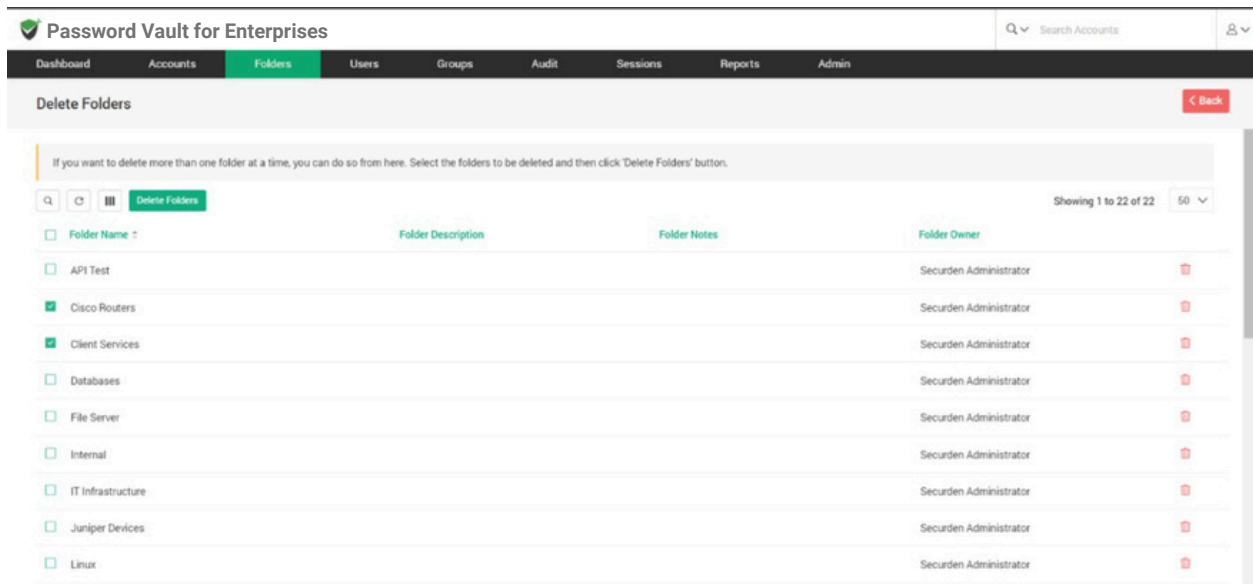 Password Vault for Enterprises
Search Accounts
Dashboard Accounts Folders Users Groups Audit Sessions Reports Admin
Delete Folders
< Back
If you want to delete more than one folder at a time, you can do so from here. Select the folders to be deleted and then click 'Delete Folders' button.
Delete Folders
Showing 1 to 22 of 22 50
Folder Name Folder Description Folder Notes Folder Owner
API Test Securden Administrator
Cisco Routers Securden Administrator
Client Services Securden Administrator
Databases Securden Administrator
File Server Securden Administrator
Internal Securden Administrator
IT Infrastructure Securden Administrator
Juniper Devices Securden Administrator
Linux Securden Administrator